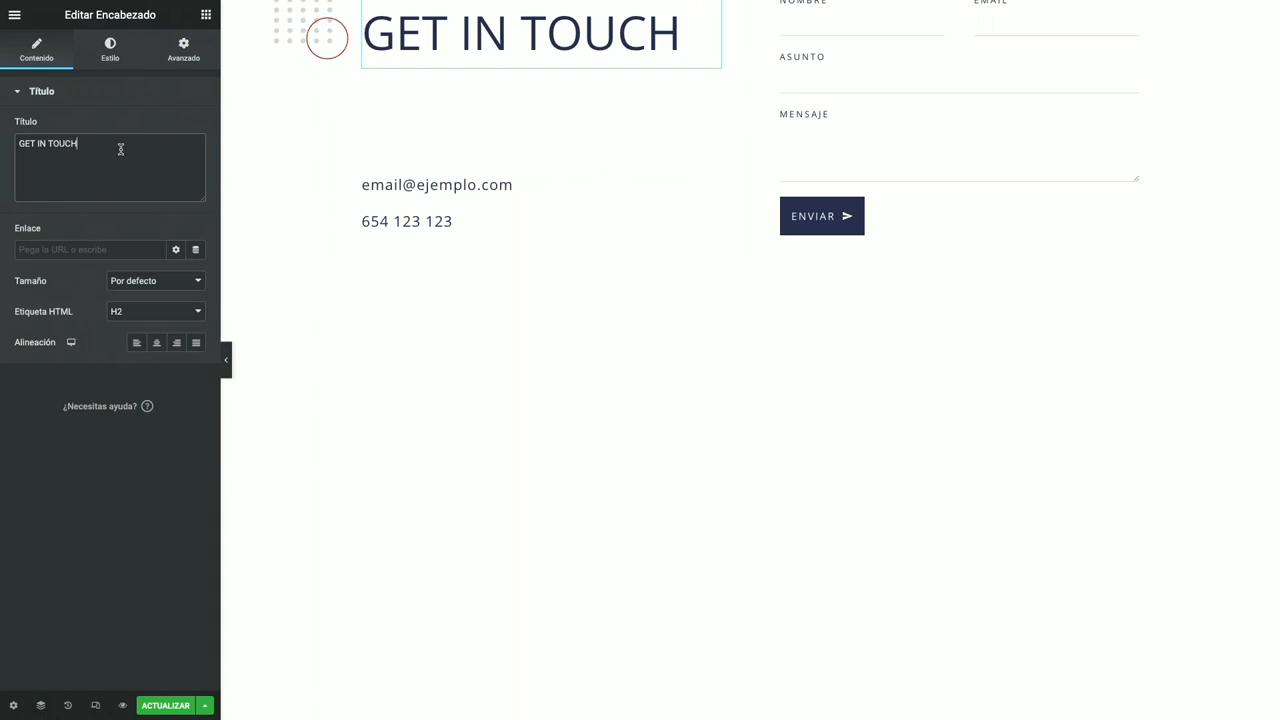 Editar Encabezado
Contenido
Estilo
Avanzado
Título
Título
GET IN TOUCH
Enlace
Pega la URL o escribe
Tamaño
Por defecto
Etiqueta HTML
H2
Alineación
¿Necesitas ayuda? ?
ACTUALIZAR
GET IN TOUCH
email@ejemplo.com
654 123 123
NOMBRE
EMAIL
ASUNTO
MENSAJE
ENVIAR